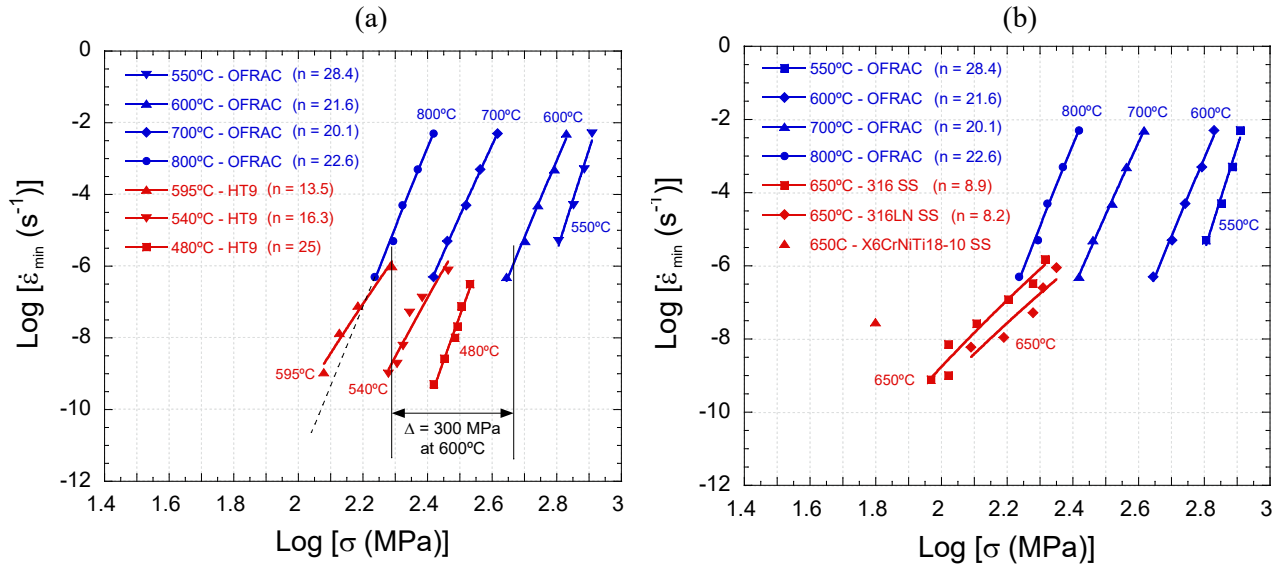 (a)
550ºC - OFRAC (n = 28.4)
600ºC - OFRAC (n = 21.6)
700ºC - OFRAC (n = 20.1)
800ºC - OFRAC (n = 22.6)
595ºC - HT9 (n = 13.5)
540ºC - HT9 (n = 16.3)
480ºC - HT9 (n = 25)
800ºC
700ºC
600ºC
550ºC
595ºC
540ºC
480ºC
Δ = 300 MPa
at 600ºC
0
-2
-4
-6
-8
-10
-12
1.4 1.6 1.8 2 2.2 2.4 2.6 2.8 3
Log [ε̇min (s-1)]
Log [σ (MPa)]
(b)
550ºC - OFRAC (n = 28.4)
600ºC - OFRAC (n = 21.6)
700ºC - OFRAC (n = 20.1)
800ºC - OFRAC (n = 22.6)
650ºC - 316 SS (n = 8.9)
650ºC - 316LN SS (n = 8.2)
650C - X6CrNiTi18-10 SS
800ºC
700ºC
600ºC
550ºC
650ºC
650ºC
0
-2
-4
-6
-8
-10
-12
1.4 1.6 1.8 2 2.2 2.4 2.6 2.8 3
Log [ε̇min (s-1)]
Log [σ (MPa)]